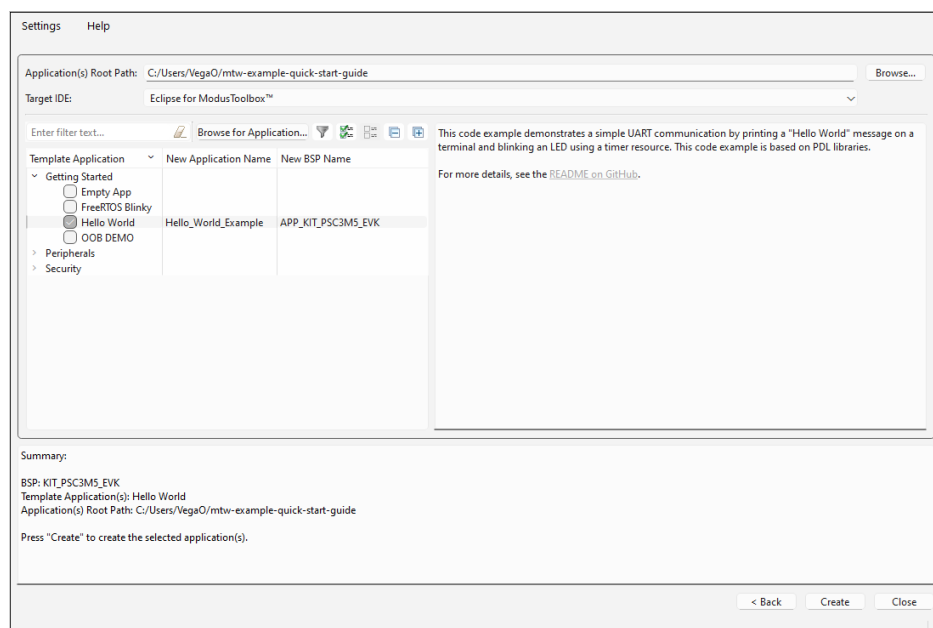 Settings Help
Application(s) Root Path: C:/Users/VegaO/mtw-example-quick-start-guide Browse...
Target IDE: Eclipse for ModusToolbox™
Enter filter text... Browse for Application...
Template Application New Application Name New BSP Name
Getting Started
Empty App
FreeRTOS Blinky
Hello World Hello_World_Example APP_KIT_PSC3M5_EVK
OOB DEMO
Peripherals
Security
This code example demonstrates a simple UART communication by printing a "Hello World" message on a
terminal and blinking an LED using a timer resource. This code example is based on PDL libraries.
For more details, see the README on GitHub.
Summary:
BSP: KIT_PSC3M5_EVK
Template Application(s): Hello World
Application(s) Root Path: C:/Users/VegaO/mtw-example-quick-start-guide
Press "Create" to create the selected application(s).
< Back Create Close